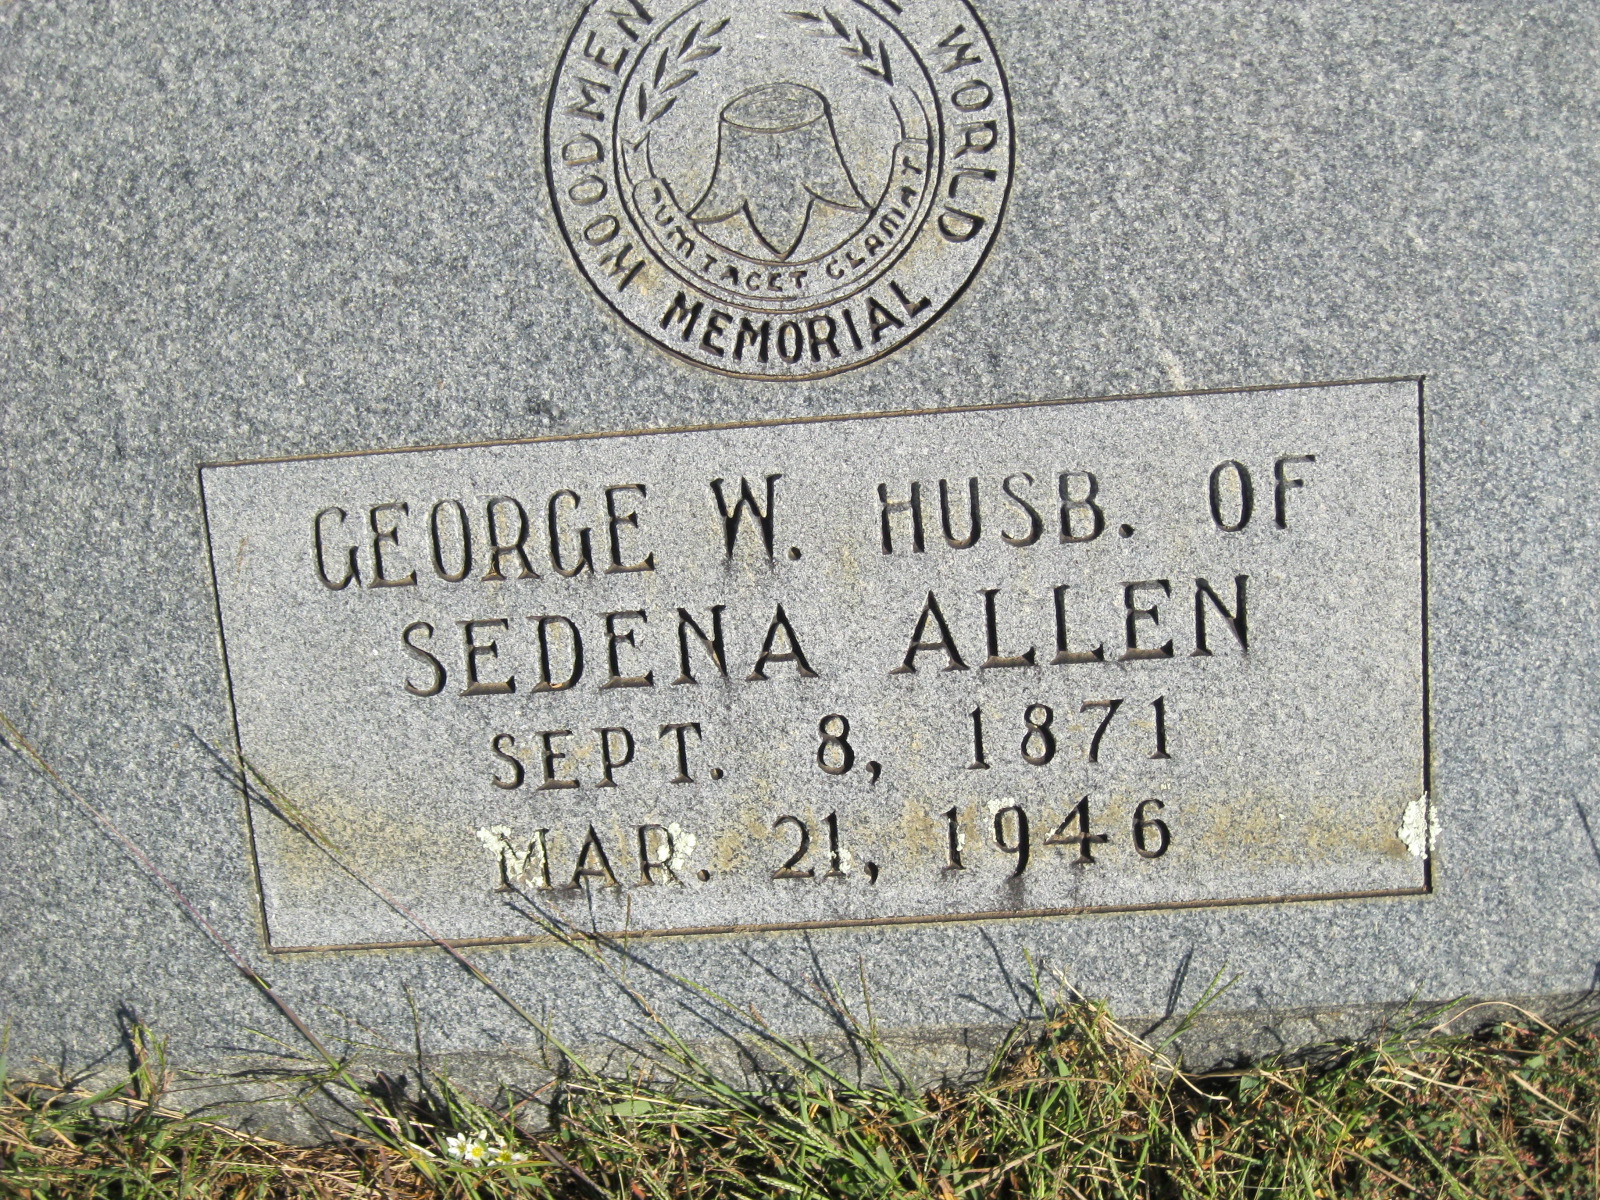 WOODMEN
WORLD
MEMORIAL
DUM TACET CLAMAT
GEORGE W. HUSB. OF
SEDENA ALLEN
SEPT. 8, 1871
MAR. 21, 1946